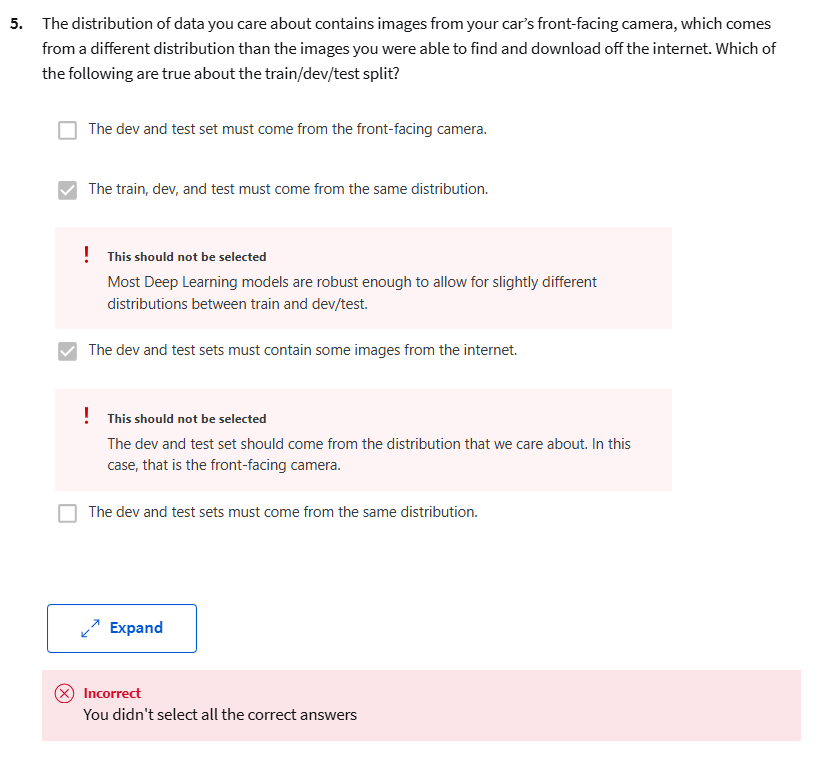 5. The distribution of data you care about contains images from your car's front-facing camera, which comes
from a different distribution than the images you were able to find and download off the internet. Which of
the following are true about the train/dev/test split?
The dev and test set must come from the front-facing camera.
The train, dev, and test must come from the same distribution.
! This should not be selected
Most Deep Learning models are robust enough to allow for slightly different
distributions between train and dev/test.
The dev and test sets must contain some images from the internet.
! This should not be selected
The dev and test set should come from the distribution that we care about. In this
case, that is the front-facing camera.
The dev and test sets must come from the same distribution.
Expand
Incorrect
You didn't select all the correct answers